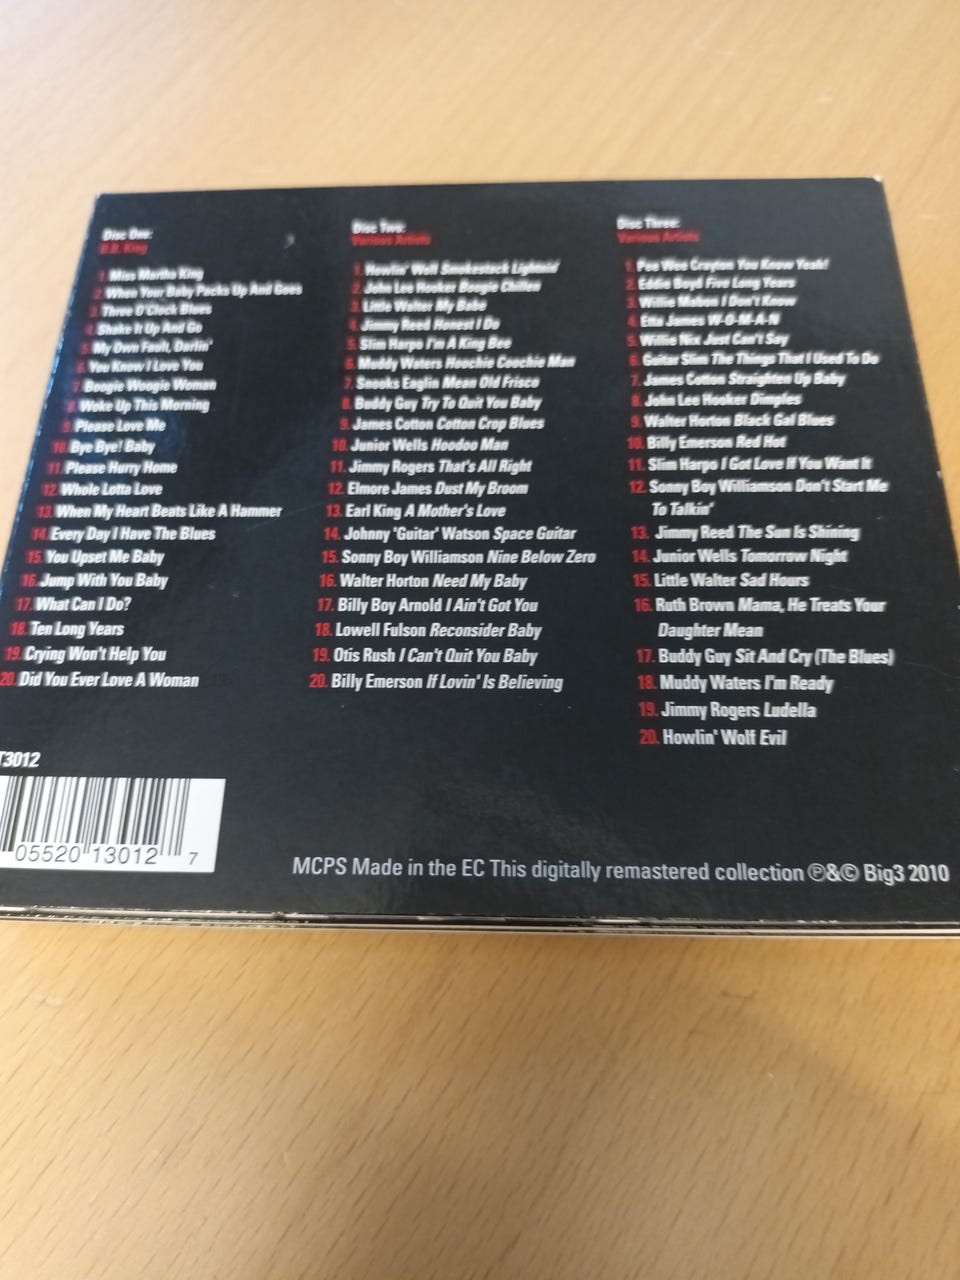 Disc One:
B.B. King
1. Miss Martha King
2. When Your Baby Packs Up And Goes
3. Three O'Clock Blues
4. Shake It Up And Go
5. My Own Fault, Darlin'
6. You Know I Love You
7. Boogie Woogie Woman
8. Woke Up This Morning
9. Please Love Me
10. Bye Bye! Baby
11. Please Hurry Home
12. Whole Lotta Love
13. When My Heart Beats Like A Hammer
14. Every Day I Have The Blues
15. You Upset Me Baby
16. Jump With You Baby
17. What Can I Do?
18. Ten Long Years
19. Crying Won't Help You
20. Did You Ever Love A Woman
Disc Two:
Various Artists
1. Howlin' Wolf Smokestack Lightnin'
2. John Lee Hooker Boogie Chillen
3. Little Walter My Babe
4. Jimmy Reed Honest I Do
5. Slim Harpo I'm A King Bee
6. Muddy Waters Hoochie Coochie Man
7. Snooks Eaglin Mean Old Frisco
8. Buddy Guy Try To Quit You Baby
9. James Cotton Cotton Crop Blues
10. Junior Wells Hoodoo Man
11. Jimmy Rogers That's All Right
12. Elmore James Dust My Broom
13. Earl King A Mother's Love
14. Johnny 'Guitar' Watson Space Guitar
15. Sonny Boy Williamson Nine Below Zero
16. Walter Horton Need My Baby
17. Billy Boy Arnold I Ain't Got You
18. Lowell Fulson Reconsider Baby
19. Otis Rush I Can't Quit You Baby
20. Billy Emerson If Lovin' Is Believing
Disc Three:
Various Artists
1. Pee Wee Crayton You Know Yeah!
2. Eddie Boyd Five Long Years
3. Willie Mabon I Don't Know
4. Etta James W-O-M-A-N
5. Willie Nix Just Can't Say
6. Guitar Slim The Things That I Used To Do
7. James Cotton Straighten Up Baby
8. John Lee Hooker Dimples
9. Walter Horton Black Gal Blues
10. Billy Emerson Red Hot
11. Slim Harpo I Got Love If You Want It
12. Sonny Boy Williamson Don't Start Me
To Talkin'
13. Jimmy Reed The Sun Is Shining
14. Junior Wells Tomorrow Night
15. Little Walter Sad Hours
16. Ruth Brown Mama, He Treats Your
Daughter Mean
17. Buddy Guy Sit And Cry (The Blues)
18. Muddy Waters I'm Ready
19. Jimmy Rogers Ludella
20. Howlin' Wolf Evil
T3012
05520 13012 7
MCPS Made in the EC This digitally remastered collection ℗&© Big3 2010